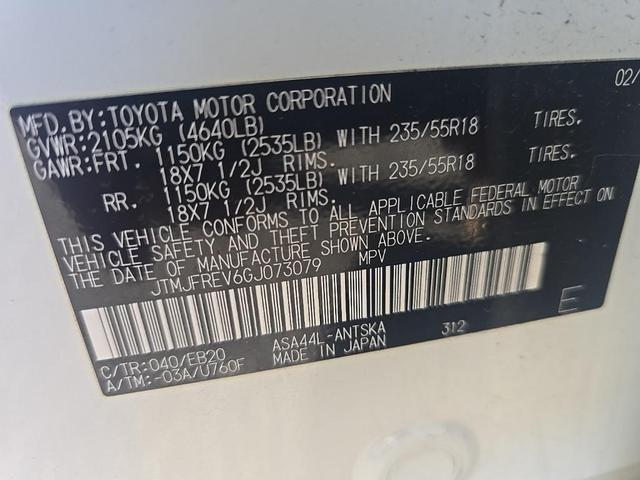 02/
MFD.BY:TOYOTA MOTOR CORPORATION
GVWR:2105KG (4640LB)
GAWR:FRT. 1150KG (2535LB) WITH 235/55R18 TIRES.
18X7 1/2J RIMS.
RR. 1150KG (2535LB) WITH 235/55R18 TIRES.
18X7 1/2J RIMS.
THIS VEHICLE CONFORMS TO ALL APPLICABLE FEDERAL MOTOR
VEHICLE SAFETY AND THEFT PREVENTION STANDARDS IN EFFECT ON
THE DATE OF MANUFACTURE SHOWN ABOVE.
JTMJFREV6GJ073079 MPV
E
C/TR:040/EB20 ASA44L-ANTSKA 312
A/TM:-03A/U760F MADE IN JAPAN